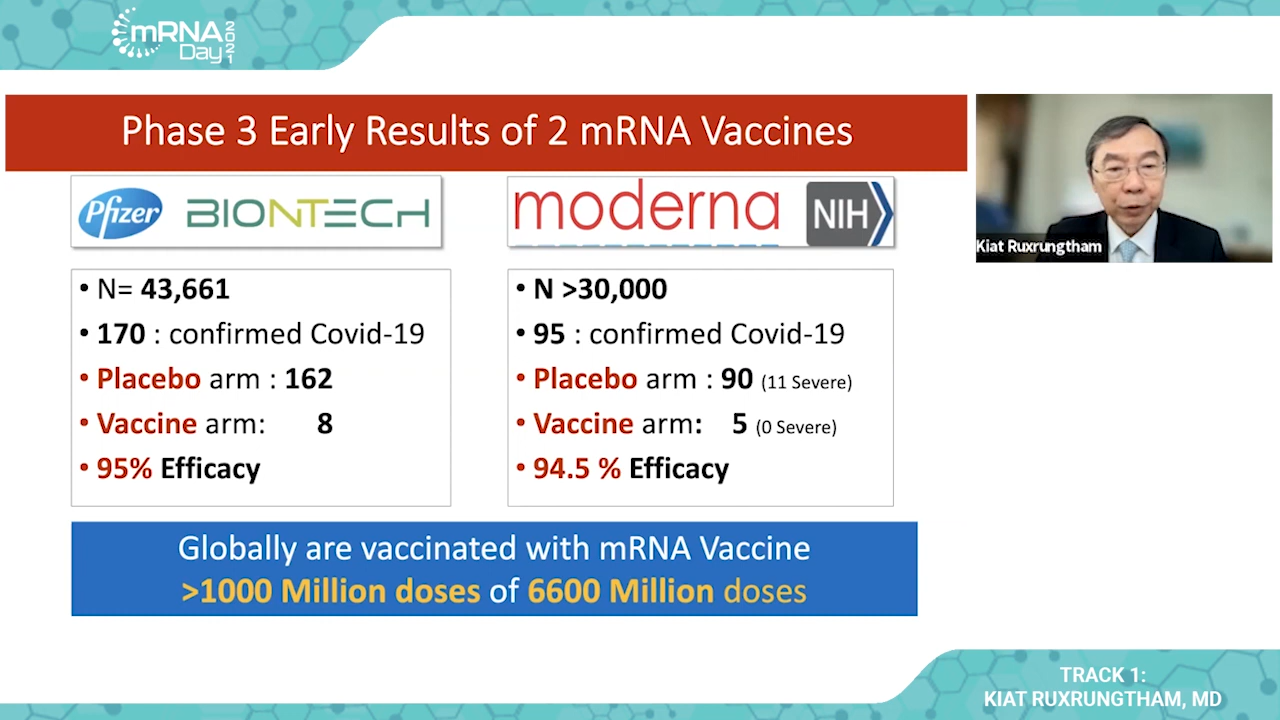 mRNA
Day
2021
Phase 3 Early Results of 2 mRNA Vaccines
Pfizer BIONTECH
moderna NIH
• N= 43,661
• 170 : confirmed Covid-19
• Placebo arm : 162
• Vaccine arm: 8
• 95% Efficacy
• N >30,000
• 95 : confirmed Covid-19
• Placebo arm : 90 (11 Severe)
• Vaccine arm: 5 (0 Severe)
• 94.5 % Efficacy
Globally are vaccinated with mRNA Vaccine
>1000 Million doses of 6600 Million doses
Kiat Ruxrungtham
TRACK 1:
KIAT RUXRUNGTHAM, MD